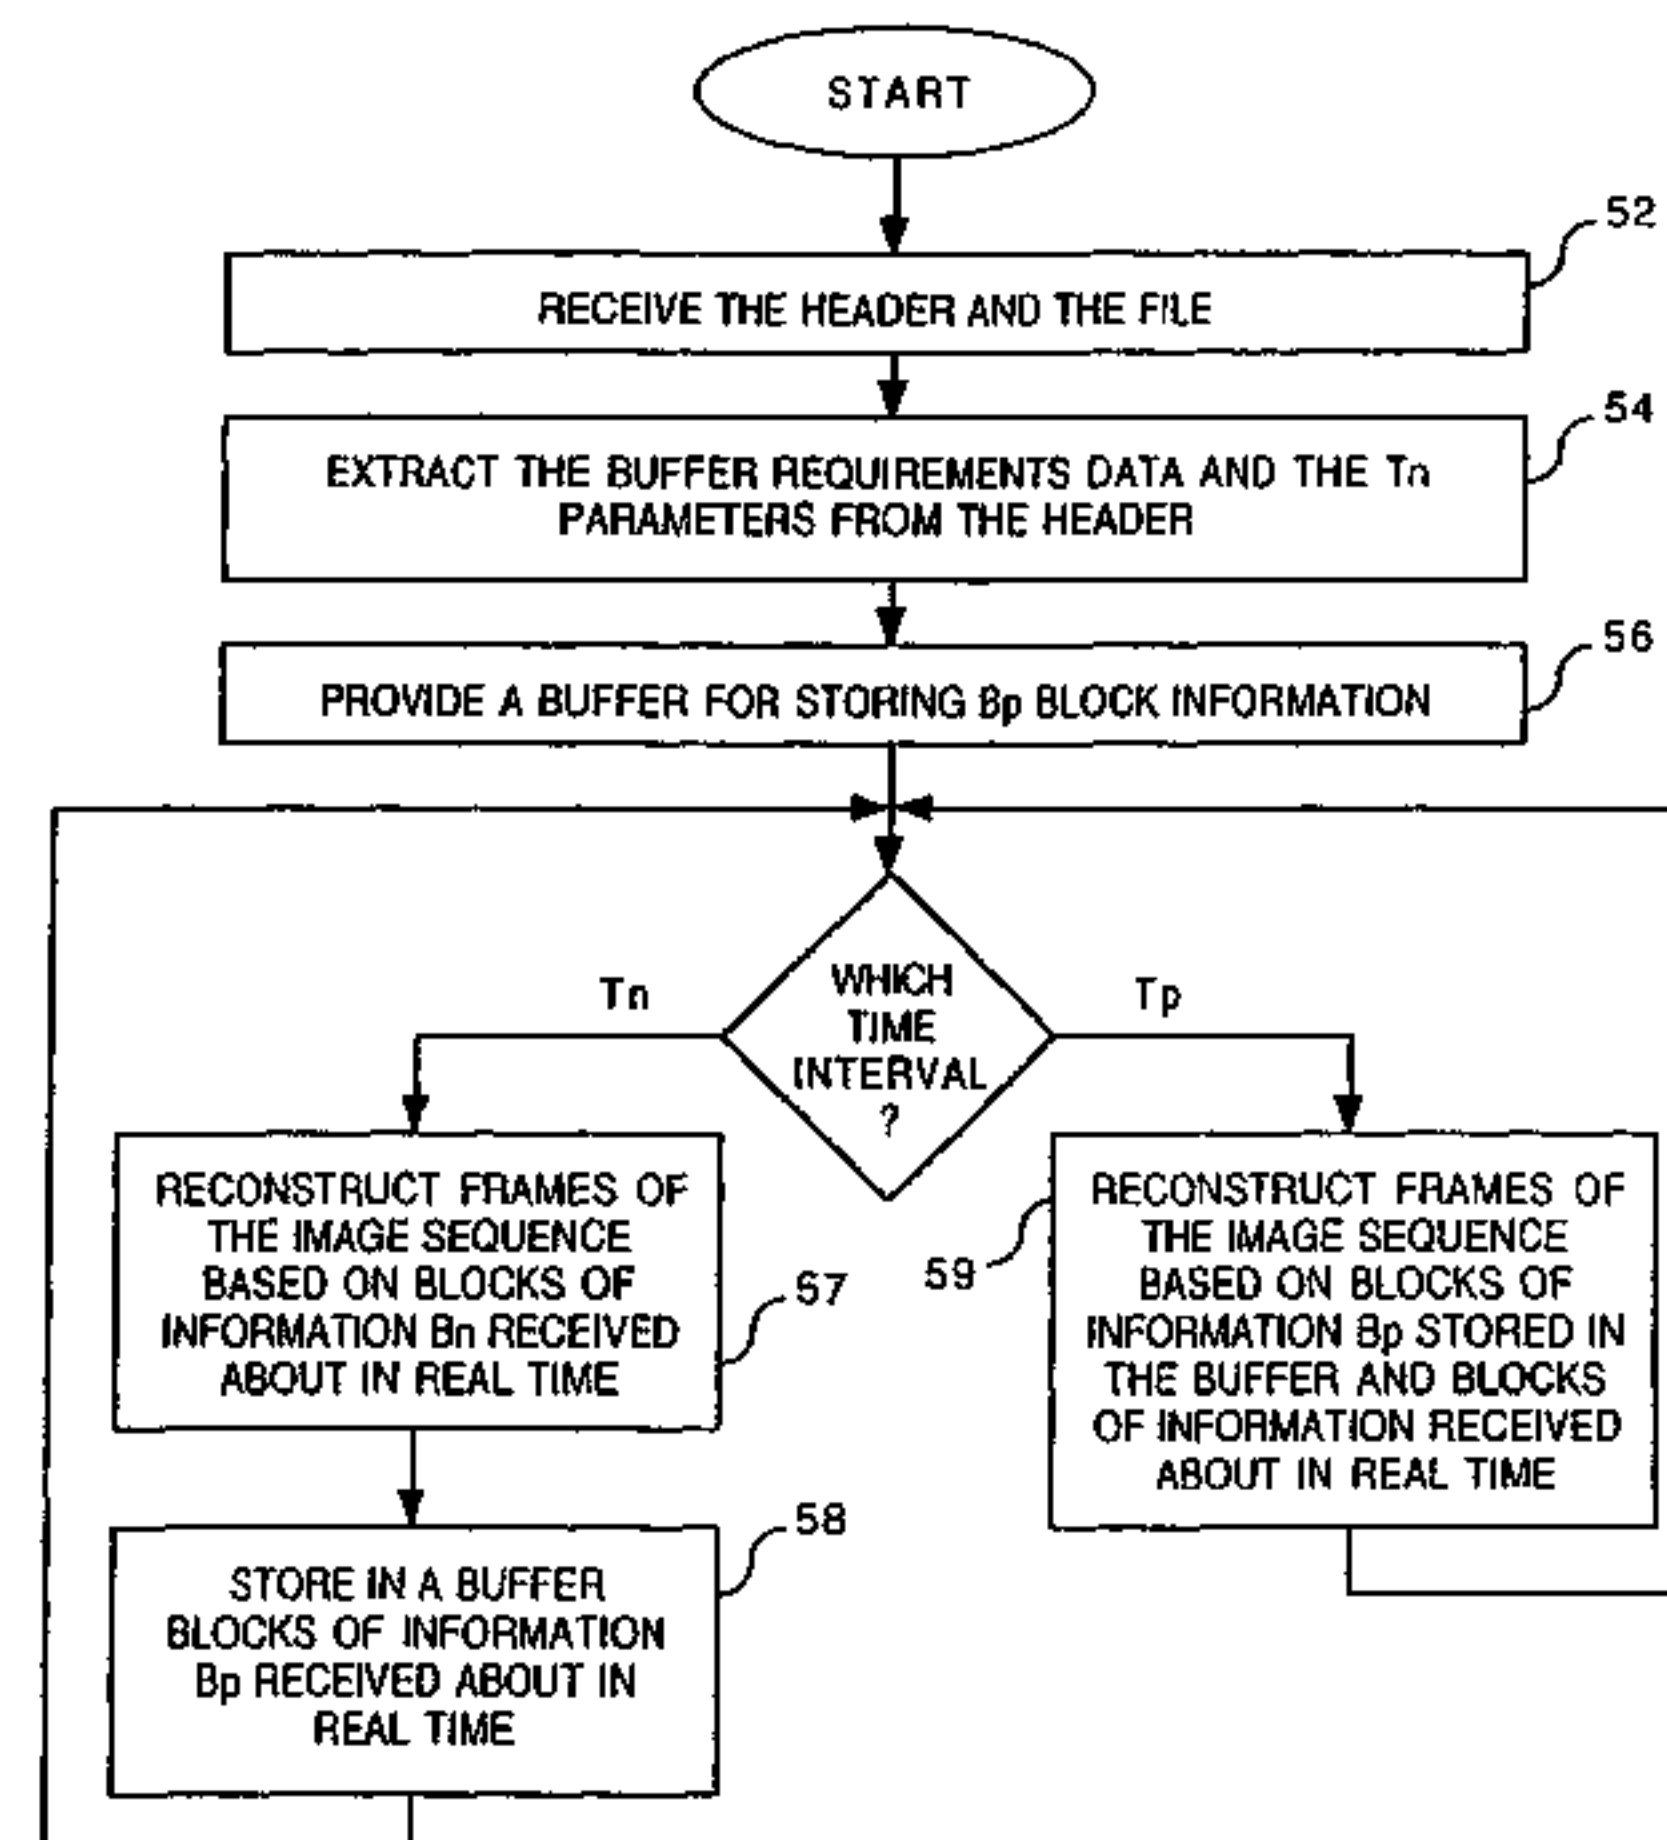 START
52
RECEIVE THE HEADER AND THE FILE
54
EXTRACT THE BUFFER REQUIREMENTS DATA AND THE Tn
PARAMETERS FROM THE HEADER
56
PROVIDE A BUFFER FOR STORING Bp BLOCK INFORMATION
WHICH
TIME
INTERVAL
?
Tn
Tp
RECONSTRUCT FRAMES OF
THE IMAGE SEQUENCE
BASED ON BLOCKS OF
INFORMATION Bn RECEIVED
ABOUT IN REAL TIME
57
59
RECONSTRUCT FRAMES OF
THE IMAGE SEQUENCE
BASED ON BLOCKS OF
INFORMATION Bp STORED IN
THE BUFFER AND BLOCKS
OF INFORMATION RECEIVED
ABOUT IN REAL TIME
58
STORE IN A BUFFER
BLOCKS OF INFORMATION
Bp RECEIVED ABOUT IN
REAL TIME